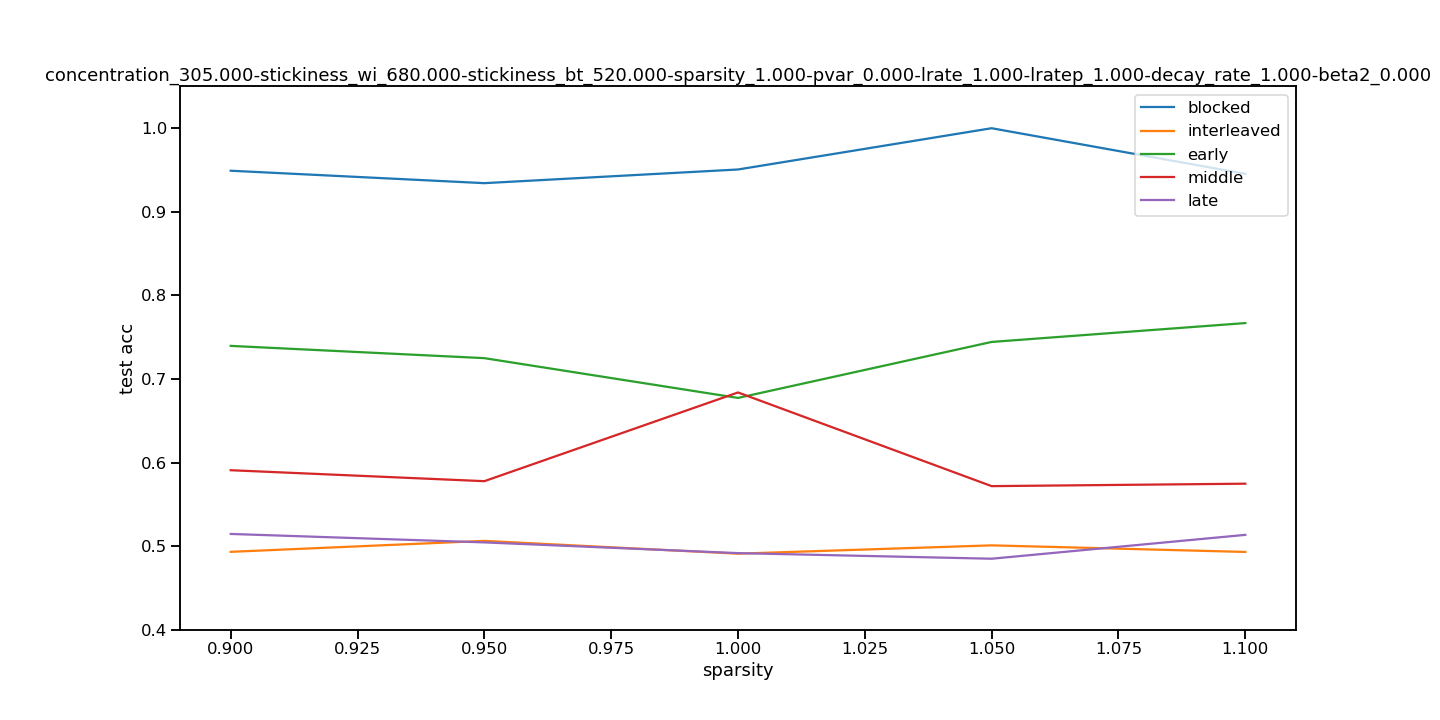 concentration_305.000-stickiness_wi_680.000-stickiness_bt_520.000-sparsity_1.000-pvar_0.000-lrate_1.000-lratep_1.000-decay_rate_1.000-beta2_0.000
blocked
interleaved
early
middle
late
test acc
1.0
0.9
0.8
0.7
0.6
0.5
0.4
0.900 0.925 0.950 0.975 1.000 1.025 1.050 1.075 1.100
sparsity